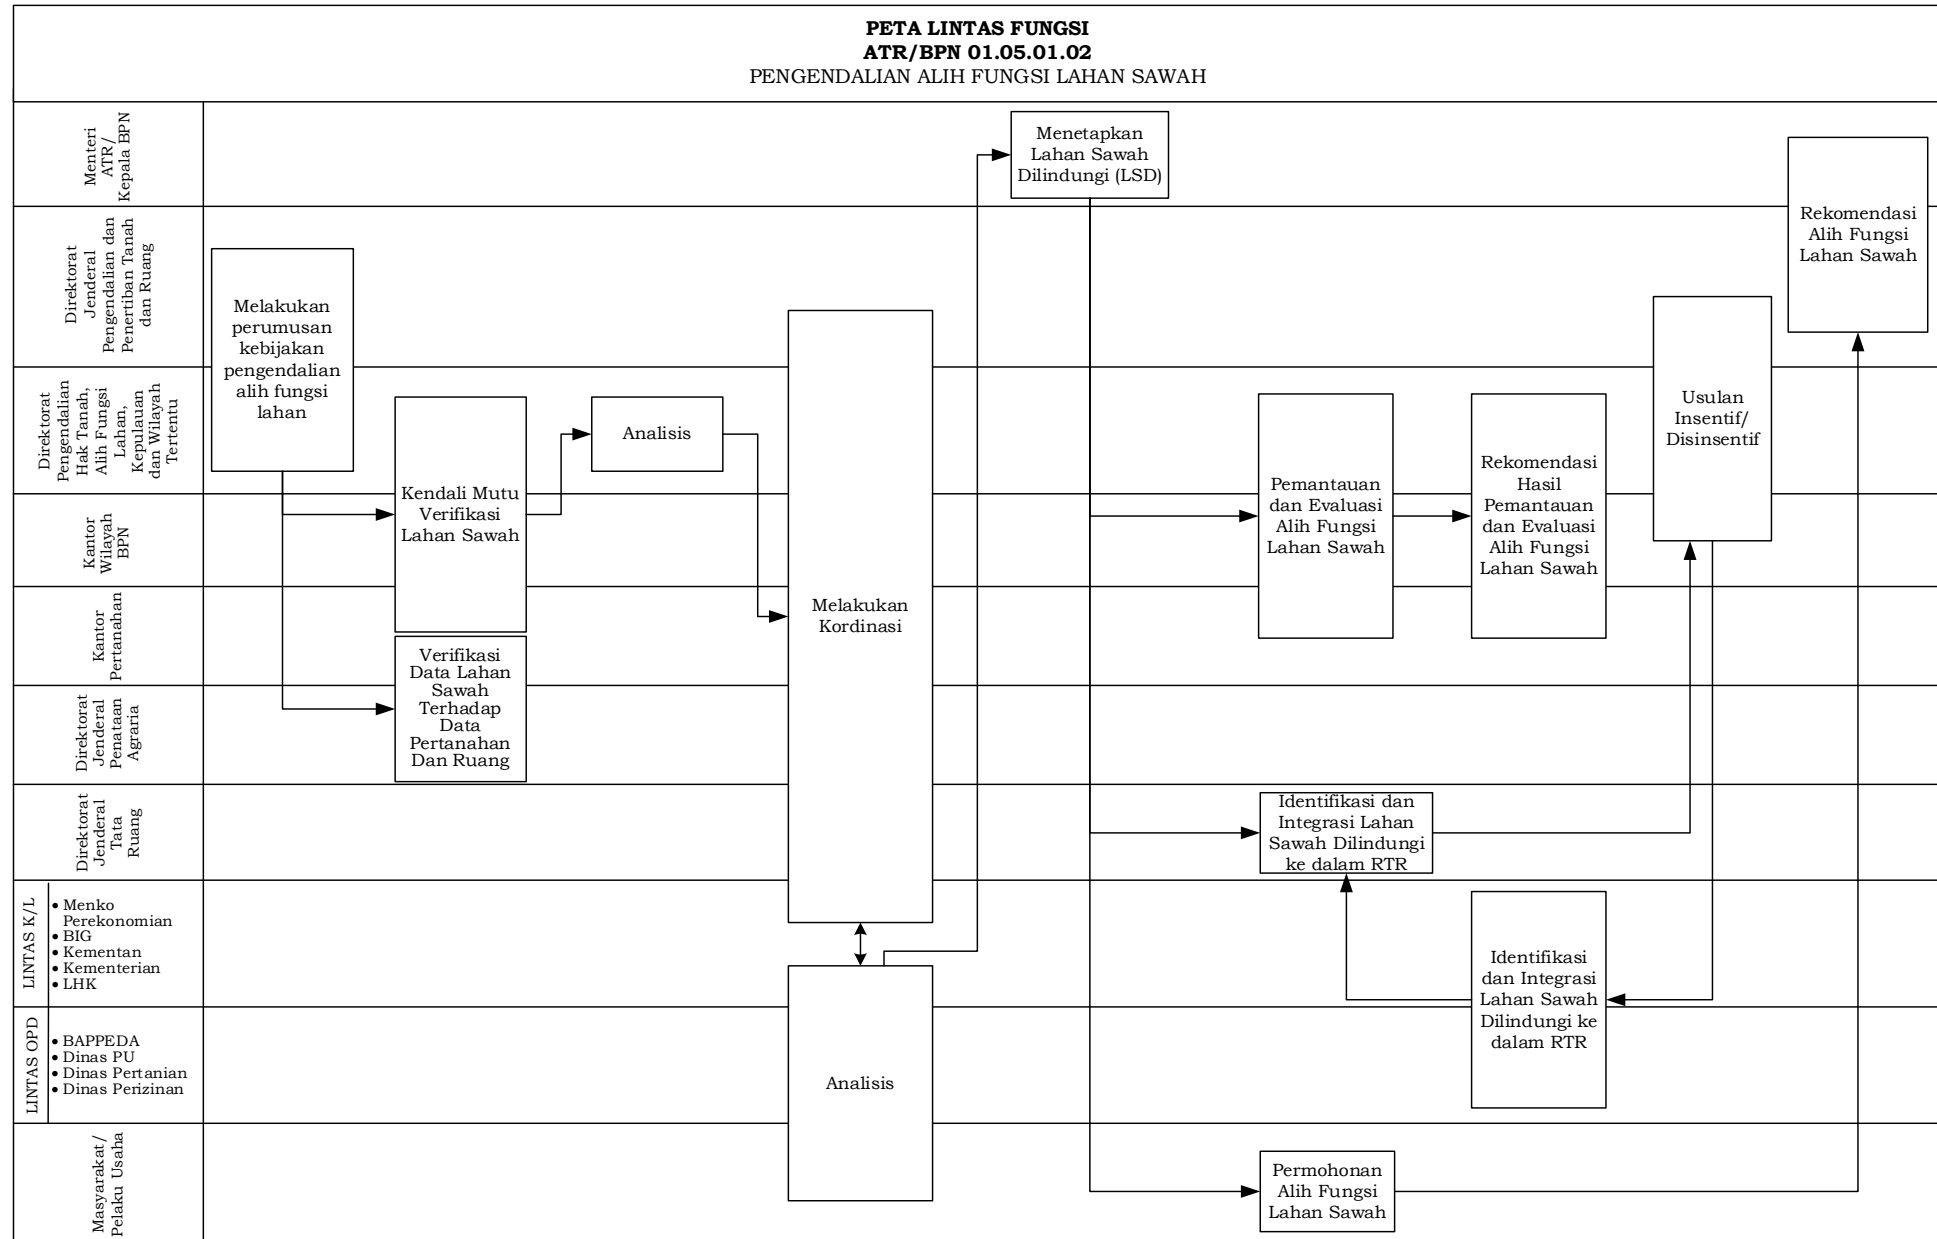 PETA LINTAS FUNGSI
ATR/BPN 01.05.01.02
PENGENDALIAN ALIH FUNGSI LAHAN SAWAH
Menteri
ATR/
Kepala BPN
Direktorat
Jenderal
Pengendalian dan
Penertiban Tanah
dan Ruang
Direktorat
Pengendalian
Hak Tanah,
Alih Fungsi
Lahan,
Kepulauan
dan Wilayah
Tertentu
Kantor
Wilayah
BPN
Kantor
Pertanahan
Direktorat
Jenderal
Penataan
Agraria
Direktorat
Jenderal
Tata
Ruang
LINTAS K/L
• Menko
Perekonomian
• BIG
• Kementan
• Kementerian
• LHK
LINTAS OPD
• BAPPEDA
• Dinas PU
• Dinas Pertanian
• Dinas Perizinan
Masyarakat/
Pelaku Usaha
Melakukan
perumusan
kebijakan
pengendalian
alih fungsi
lahan
Kendali Mutu
Verifikasi
Lahan Sawah
Verifikasi
Data Lahan
Sawah
Terhadap
Data
Pertanahan
Dan Ruang
Analisis
Melakukan
Kordinasi
Analisis
Menetapkan
Lahan Sawah
Dilindungi (LSD)
Pemantauan
dan Evaluasi
Alih Fungsi
Lahan Sawah
Rekomendasi
Hasil
Pemantauan
dan Evaluasi
Alih Fungsi
Lahan Sawah
Identifikasi dan
Integrasi Lahan
Sawah Dilindungi
ke dalam RTR
Identifikasi
dan Integrasi
Lahan Sawah
Dilindungi ke
dalam RTR
Usulan
Insentif/
Disinsentif
Permohonan
Alih Fungsi
Lahan Sawah
Rekomendasi
Alih Fungsi
Lahan Sawah